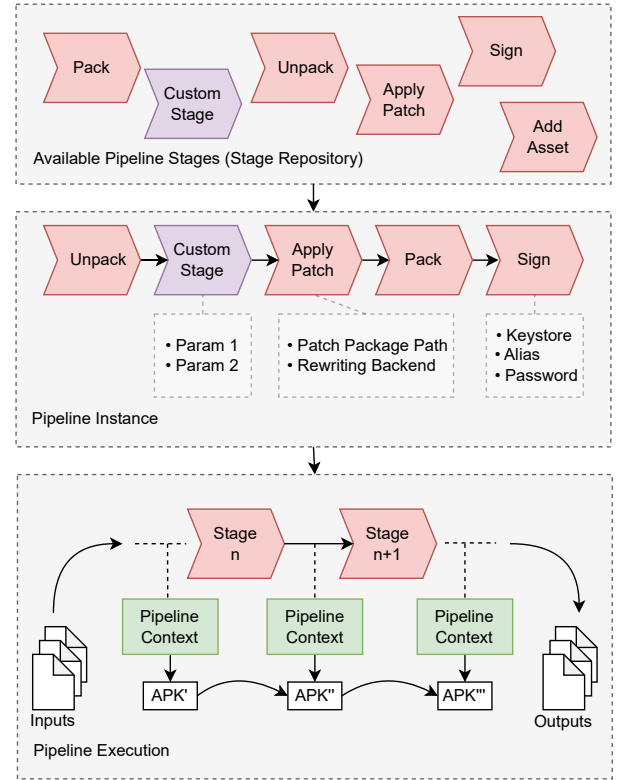 Sign
Pack
Unpack
Custom
Stage
Apply
Patch
Add
Asset
Available Pipeline Stages (Stage Repository)
Unpack
Custom
Stage
Apply
Patch
Pack
Sign
• Param 1
• Param 2
• Patch Package Path
• Rewriting Backend
• Keystore
• Alias
• Password
Pipeline Instance
Stage
n
Stage
n+1
Pipeline
Context
Pipeline
Context
Pipeline
Context
APK'
APK''
APK'''
Inputs
Outputs
Pipeline Execution